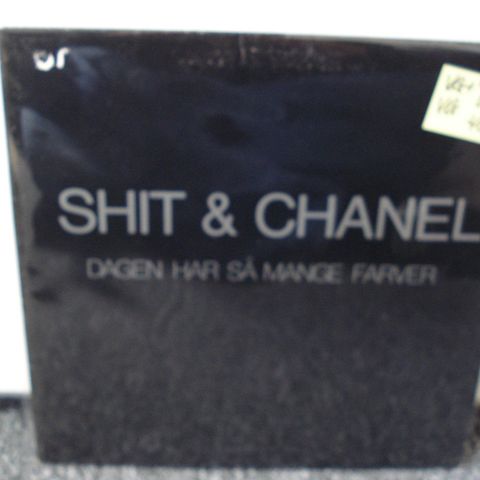 SHIT & CHANEL
DAGEN HAR SÅ MANGE FARVER